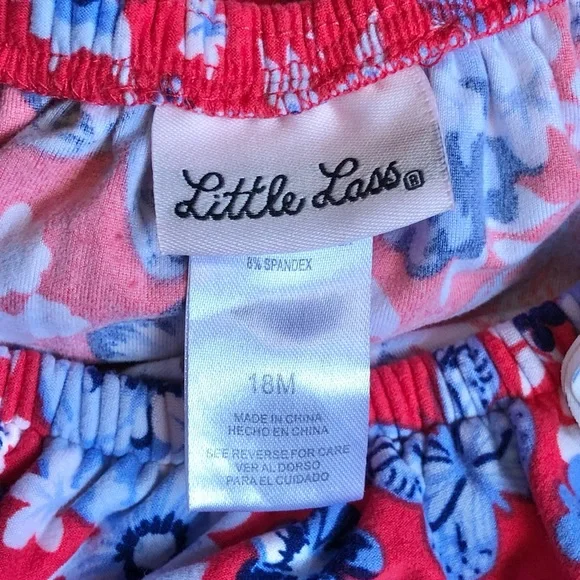 Little Lass®
8% SPANDEX
18M
MADE IN CHINA
HECHO EN CHINA
SEE REVERSE FOR CARE
VER AL DORSO
PARA EL CUIDADO